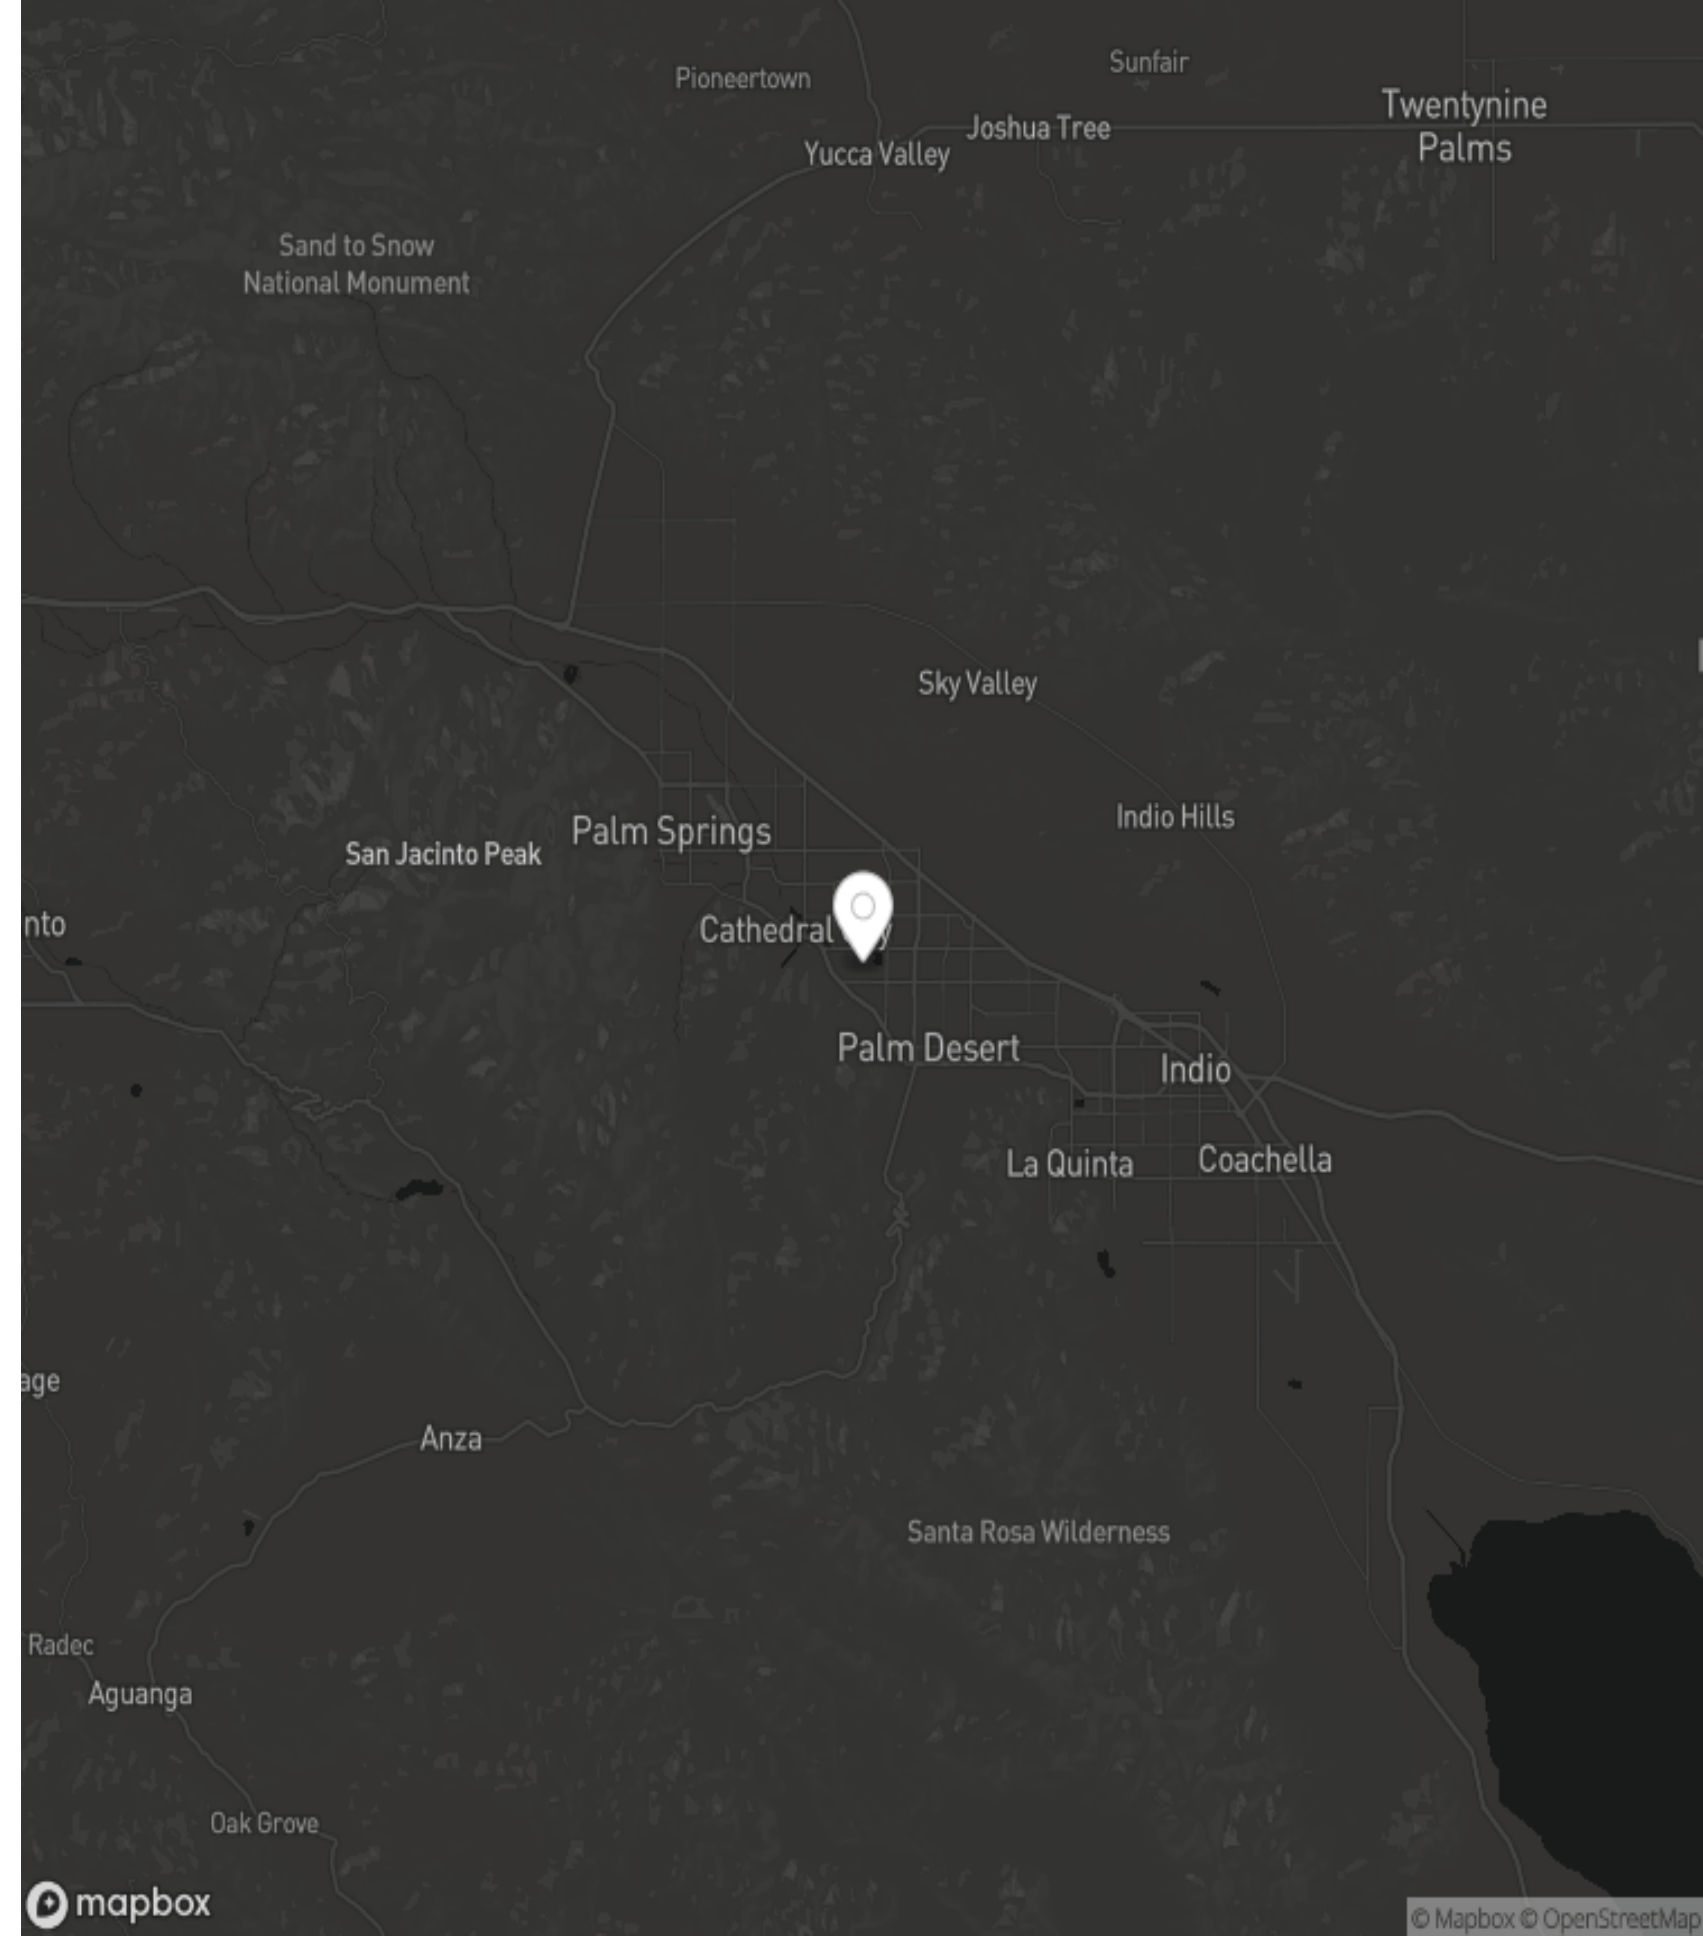 Pioneertown
Sunfair
Twentynine
Palms
Joshua Tree
Yucca Valley
Sand to Snow
National Monument
Sky Valley
Indio Hills
Palm Springs
San Jacinto Peak
nto
Cathedral
Palm Desert
Indio
La Quinta
Coachella
age
Anza
Santa Rosa Wilderness
Radec
Aguanga
Oak Grove
mapbox
© Mapbox © OpenStreetMap